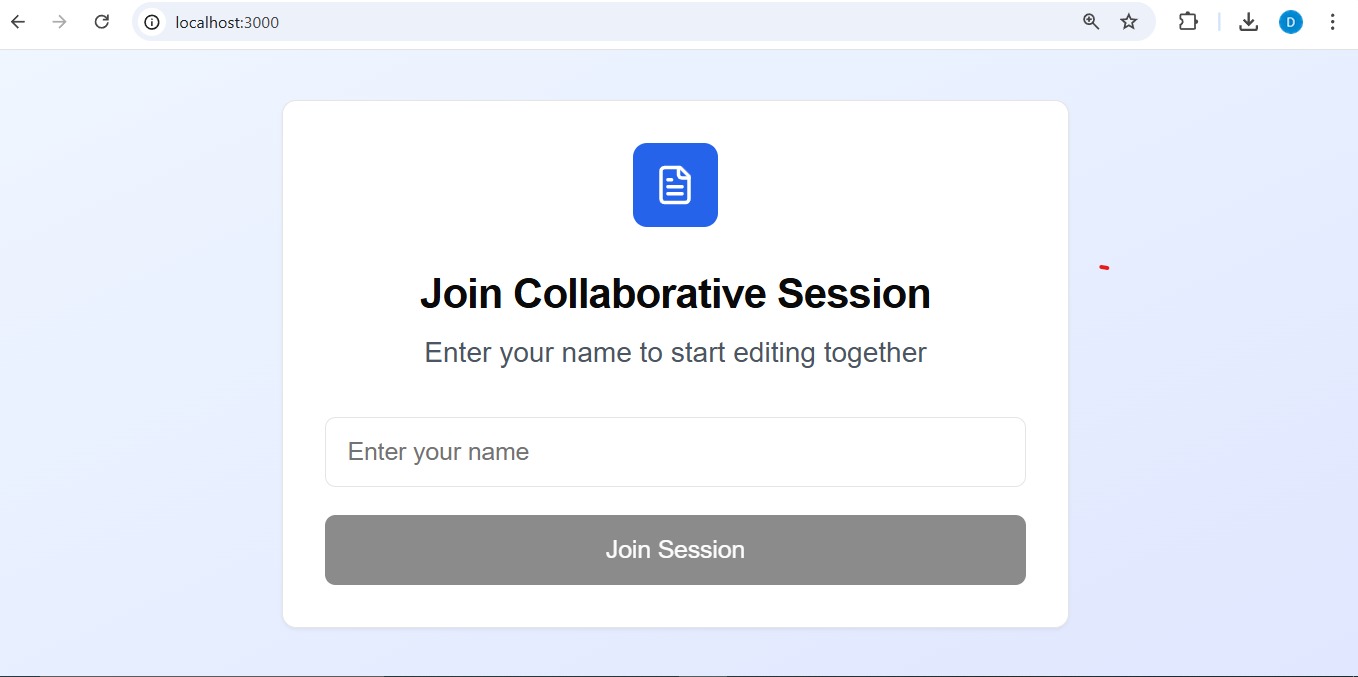 localhost:3000
D
Join Collaborative Session
Enter your name to start editing together
Enter your name
Join Session